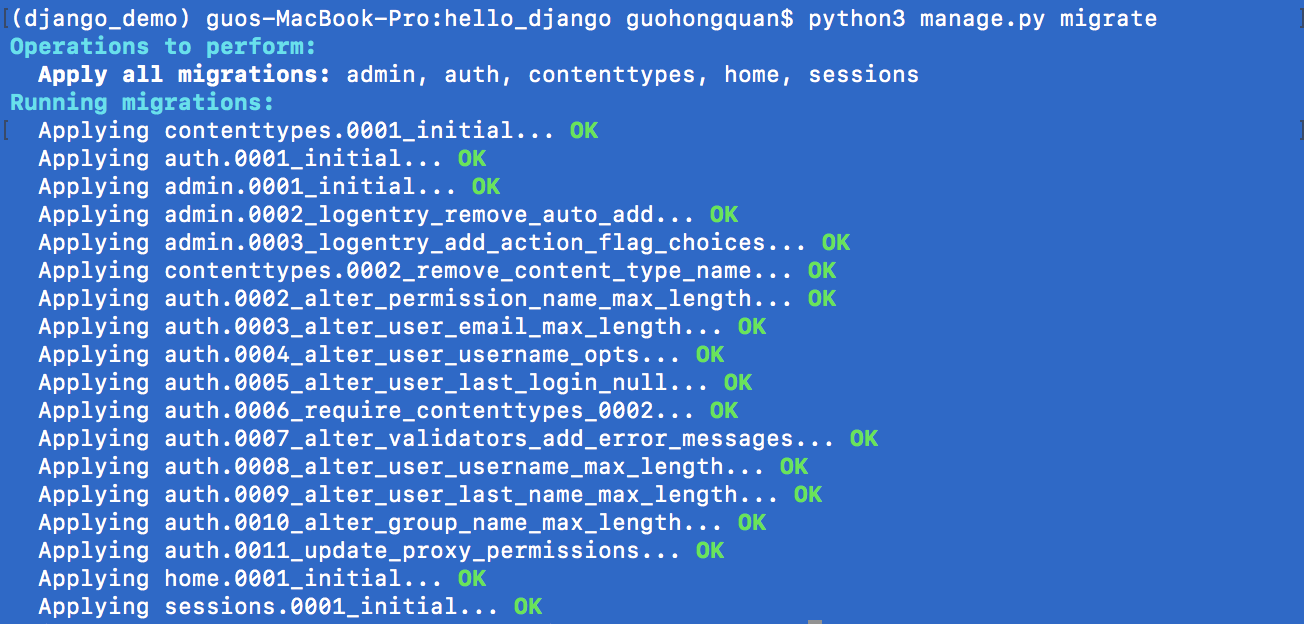 (django_demo) guos-MacBook-Pro:hello_django guohongquan$ python3 manage.py migrate
Operations to perform:
  Apply all migrations: admin, auth, contenttypes, home, sessions
Running migrations:
  Applying contenttypes.0001_initial... OK
  Applying auth.0001_initial... OK
  Applying admin.0001_initial... OK
  Applying admin.0002_logentry_remove_auto_add... OK
  Applying admin.0003_logentry_add_action_flag_choices... OK
  Applying contenttypes.0002_remove_content_type_name... OK
  Applying auth.0002_alter_permission_name_max_length... OK
  Applying auth.0003_alter_user_email_max_length... OK
  Applying auth.0004_alter_user_username_opts... OK
  Applying auth.0005_alter_user_last_login_null... OK
  Applying auth.0006_require_contenttypes_0002... OK
  Applying auth.0007_alter_validators_add_error_messages... OK
  Applying auth.0008_alter_user_username_max_length... OK
  Applying auth.0009_alter_user_last_name_max_length... OK
  Applying auth.0010_alter_group_name_max_length... OK
  Applying auth.0011_update_proxy_permissions... OK
  Applying home.0001_initial... OK
  Applying sessions.0001_initial... OK